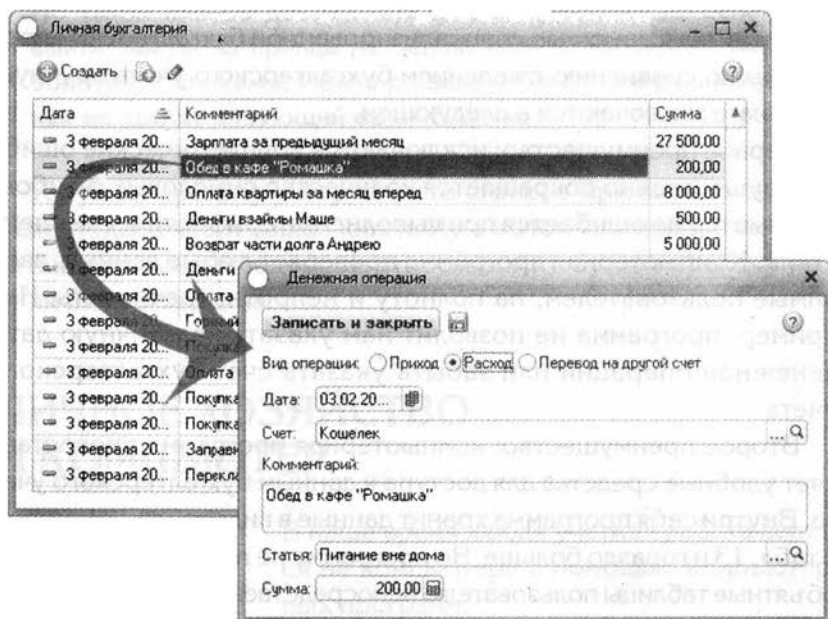 Личная бухгалтерия
Создать
Дата Комментарий Сумма
3 февраля 20... Зарплата за предыдущий месяц 27 500,00
3 февраля 20... Обед в кафе "Ромашка" 200,00
3 февраля 20... Оплата квартиры за месяц вперед 8 000,00
3 февраля 20... Деньги взаймы Маше 500,00
3 февраля 20... Возврат части долга Андрею 5 000,00
3 февраля 20... Деньги
3 февраля 20... Оплата
3 февраля 20... Горный
3 февраля 20... Покупка
3 февраля 20... Оплата
3 февраля 20... Покупка
3 февраля 20... Покупка
3 февраля 20... Заправ
3 февраля 20... Перекла
Денежная операция
Записать и закрыть
Вид операции: Приход Расход Перевод на другой счет
Дата: 03.02.20...
Счет: Кошелек
Комментарий:
Обед в кафе "Ромашка"
Статья: Питание вне дома
Сумма: 200,00